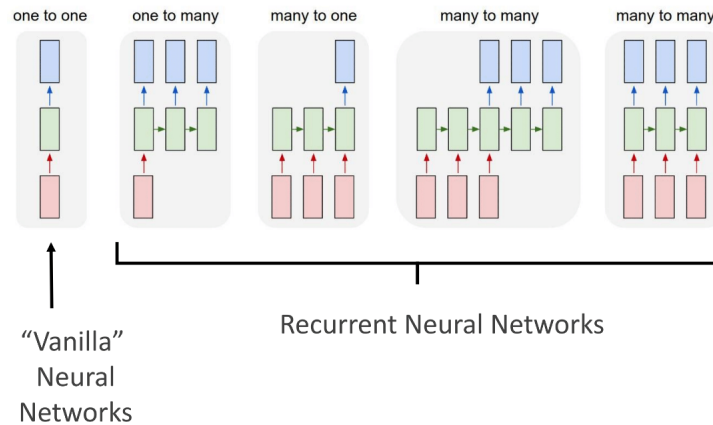 one to one one to many many to one many to many many to many
Recurrent Neural Networks
“Vanilla”
Neural
Networks